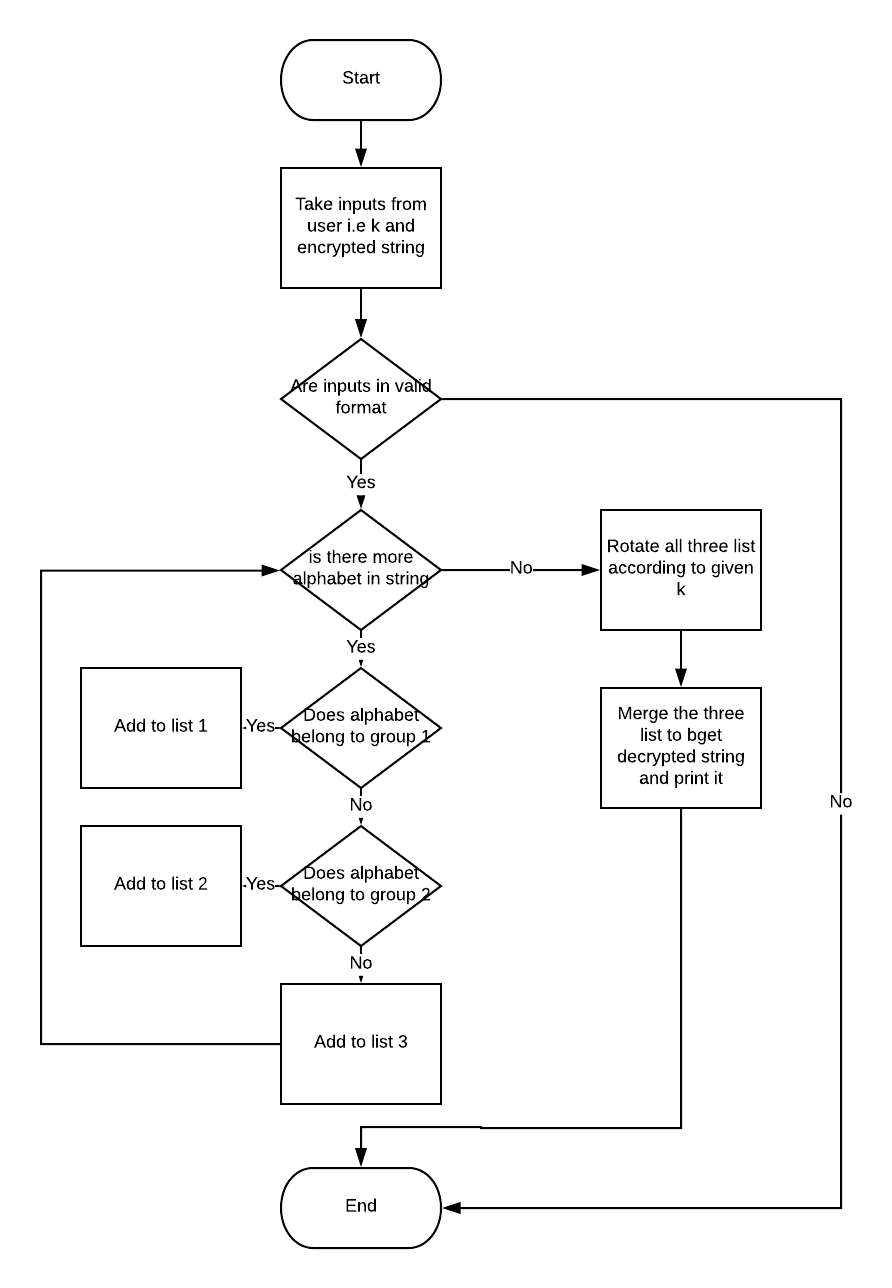 Start
Take inputs from
user i.e k and
encrypted string
Are inputs in valid
format
Yes
is there more
alphabet in string
No
Rotate all three list
according to given
k
Yes
Add to list 1
Yes
Does alphabet
belong to group 1
Merge the three
list to bget
decrypted string
and print it
No
No
Add to list 2
Yes
Does alphabet
belong to group 2
No
Add to list 3
End